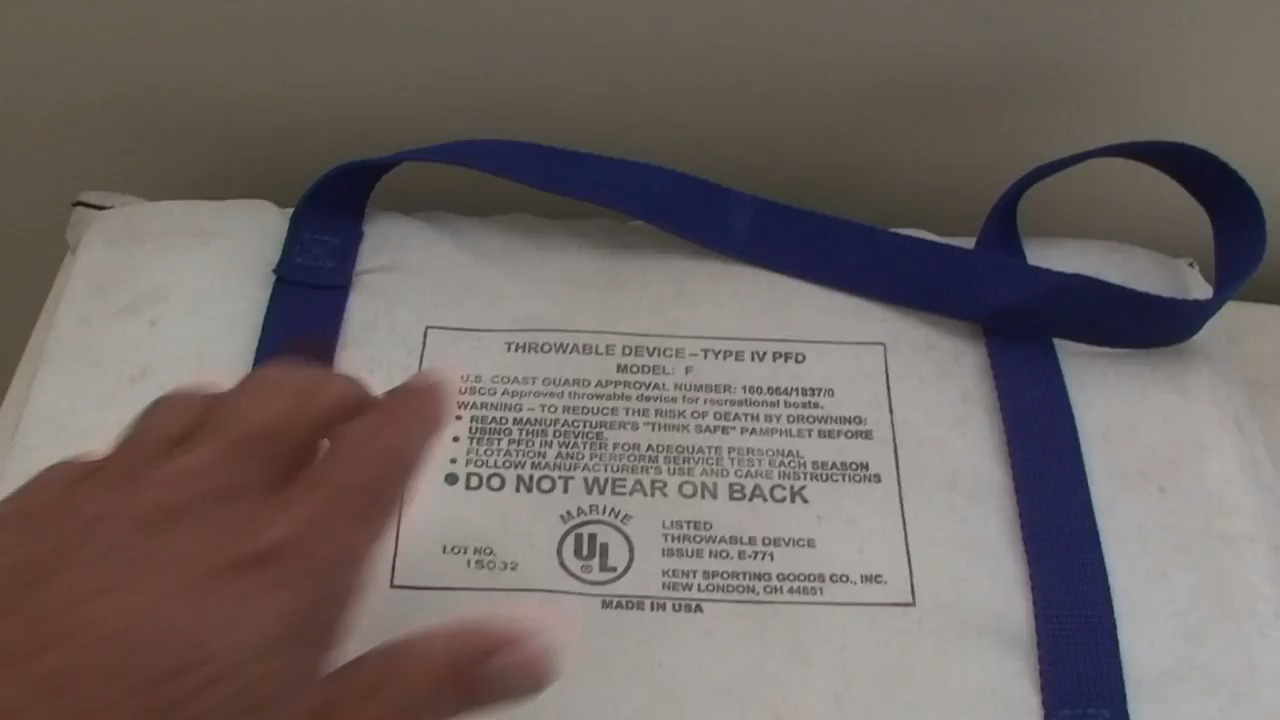 THROWABLE DEVICE – TYPE IV PFD
MODEL: F
U.S. COAST GUARD APPROVAL NUMBER: 160.064/1837/0
USCG Approved throwable device for recreational boats.
WARNING – TO REDUCE THE RISK OF DEATH BY DROWNING:
• READ MANUFACTURER'S "THINK SAFE" PAMPHLET BEFORE
USING THIS DEVICE.
• TEST PFD IN WATER FOR ADEQUATE PERSONAL
FLOTATION AND PERFORM SERVICE TEST EACH SEASON
• FOLLOW MANUFACTURER'S USE AND CARE INSTRUCTIONS
• DO NOT WEAR ON BACK
MARINE
UL
®
LOT NO.
15032
LISTED
THROWABLE DEVICE
ISSUE NO. E-771
KENT SPORTING GOODS CO., INC.
NEW LONDON, OH 44851
MADE IN USA